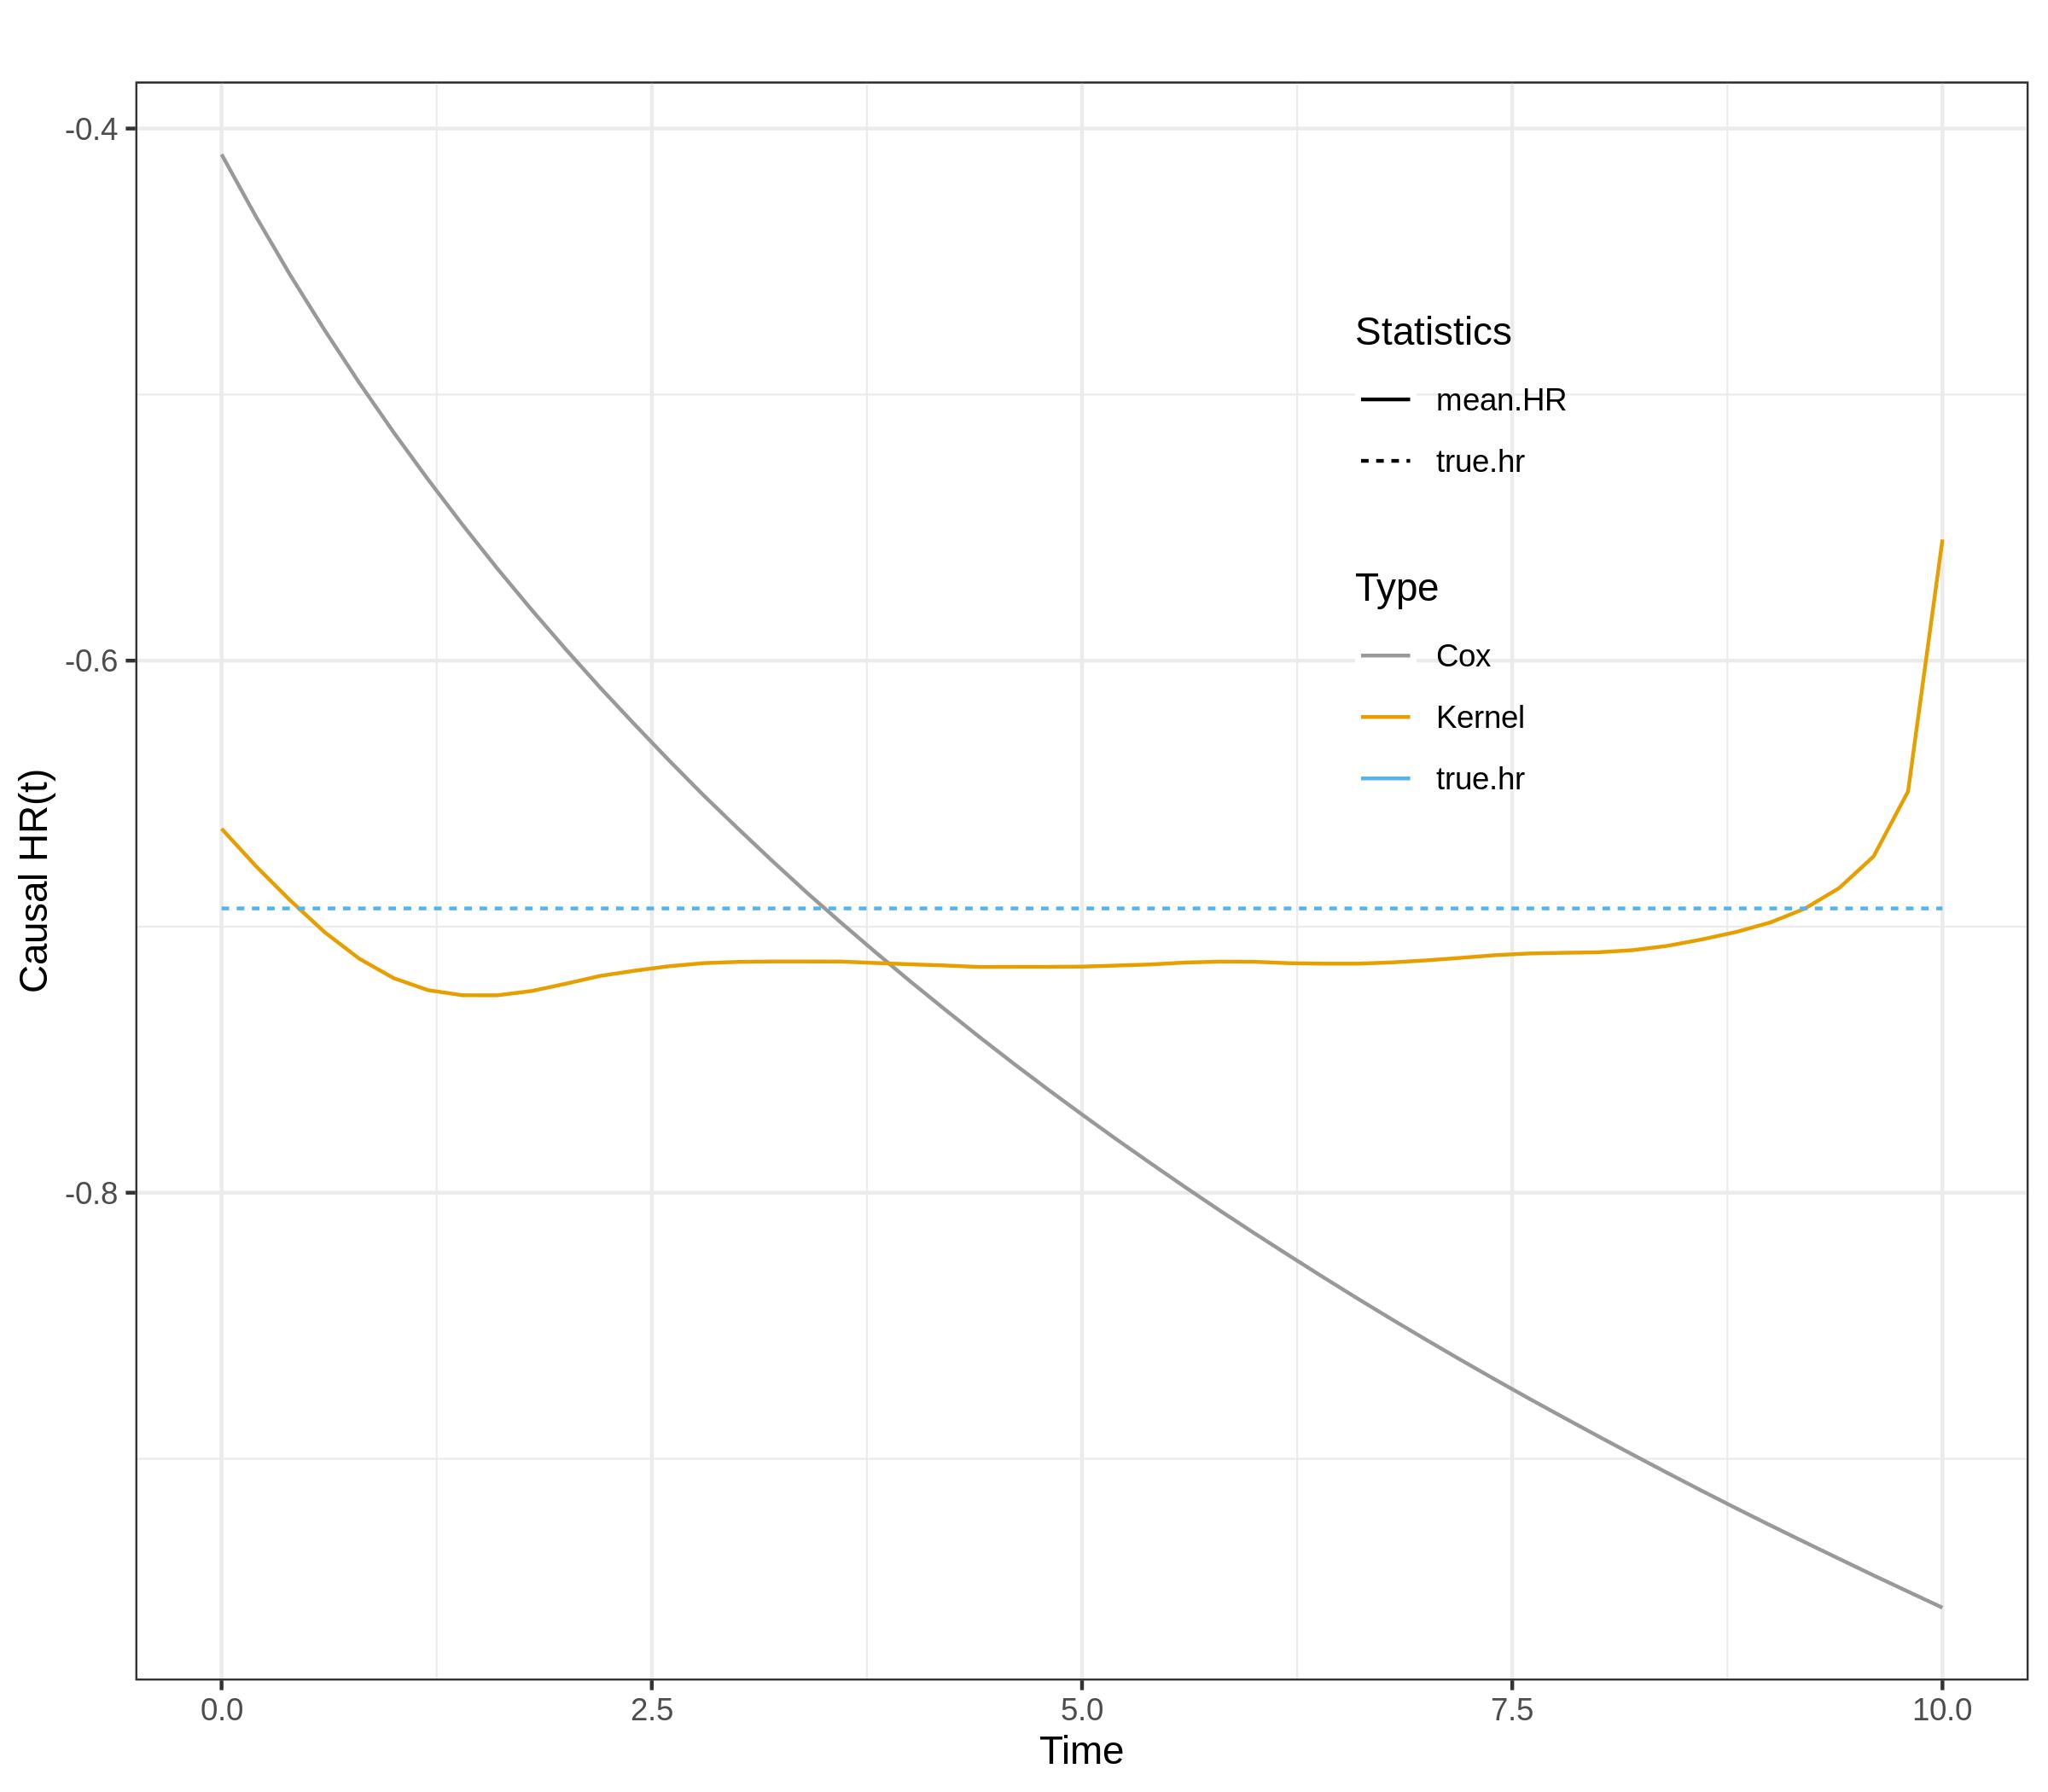 -0.4
-0.6
-0.8
Causal HR(t)
Statistics
mean.HR
true.hr
Type
Cox
Kernel
true.hr
0.0
2.5
5.0
7.5
10.0
Time